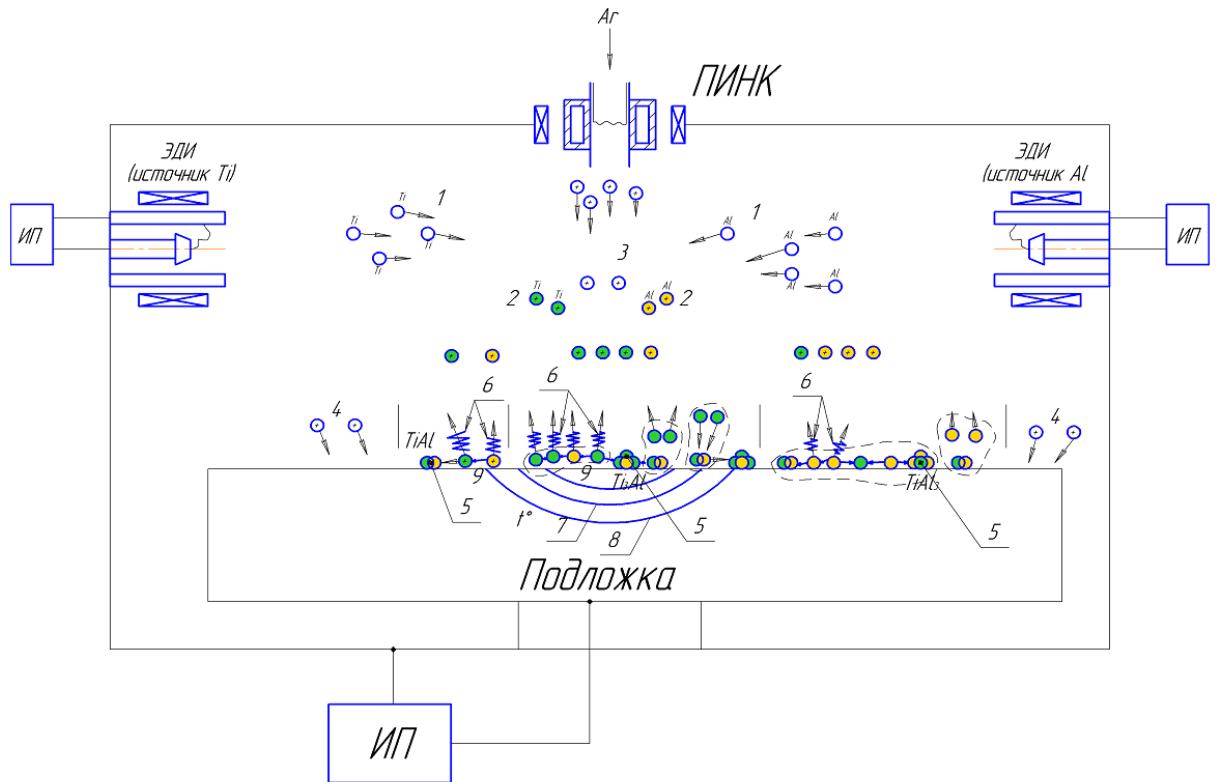 Ar
ПИНК
ЭДИ
(источник Ti)
ЭДИ
(источник Al
ИП
ИП
Ti
1
Ti
Ti
Ti
Al
1
Al
Al
Al
Al
3
2
Ti
Ti
Al
Al
2
4
6
6
6
4
TiAl
9
9
Ti₃Al
TiAl₃
5
t°
7
8
5
5
Подложка
ИП